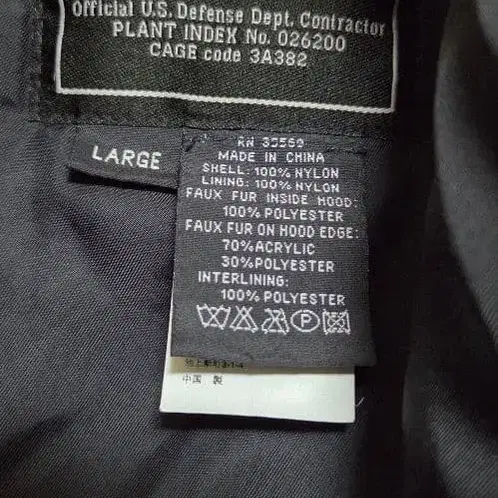 official U.S. Defense Dept. Contractor
PLANT INDEX No. 026200
CAGE code 3A382
LARGE
RN 35569
MADE IN CHINA
SHELL: 100% NYLON
LINING: 100% NYLON
FAUX FUR INSIDE HOOD:
100% POLYESTER
FAUX FUR ON HOOD EDGE:
70%ACRYLIC
30%POLYESTER
INTERLINING:
100% POLYESTER
P
中国 製